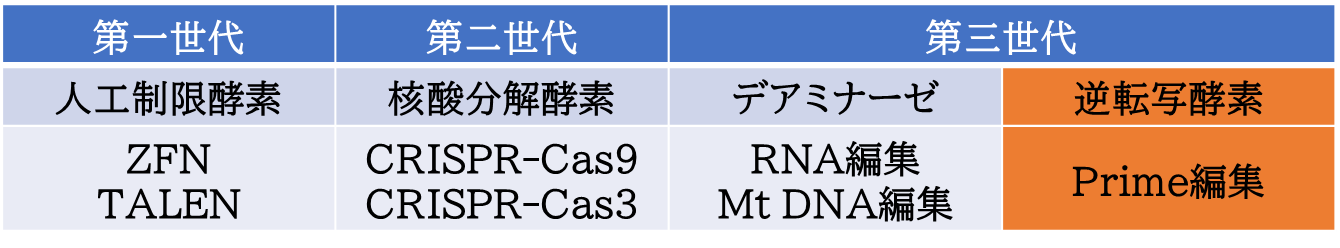 第一世代
第二世代
第三世代
人工制限酵素
核酸分解酵素
デアミナーゼ
逆転写酵素
ZFN
TALEN
CRISPR-Cas9
CRISPR-Cas3
RNA編集
Mt DNA編集
Prime編集